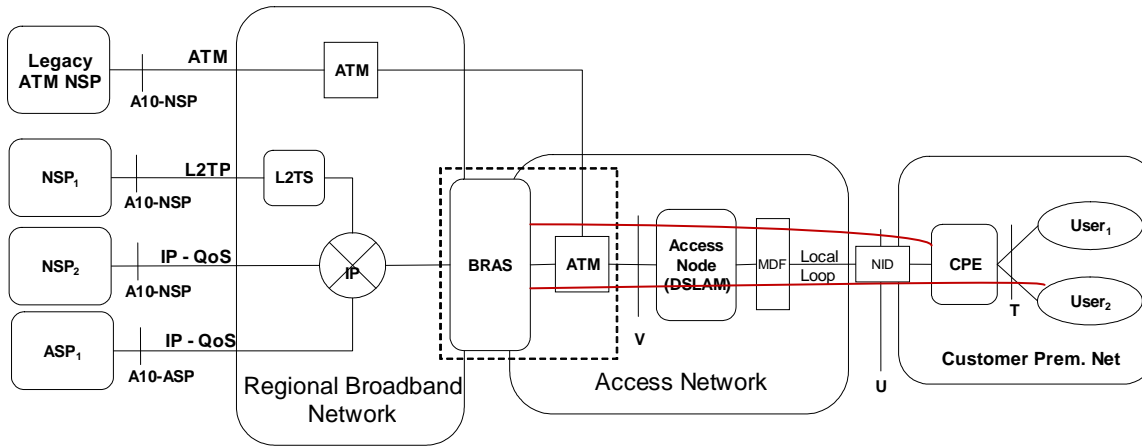 Legacy
ATM NSP
ATM
A10-NSP
ATM
NSP1
L2TP
A10-NSP
L2TS
NSP2
IP - QoS
A10-NSP
IP
ASP1
IP - QoS
A10-ASP
Regional Broadband
Network
BRAS
ATM
V
Access
Node
(DSLAM)
MDF
Local
Loop
NID
U
Access Network
CPE
T
User1
User2
Customer Prem. Net